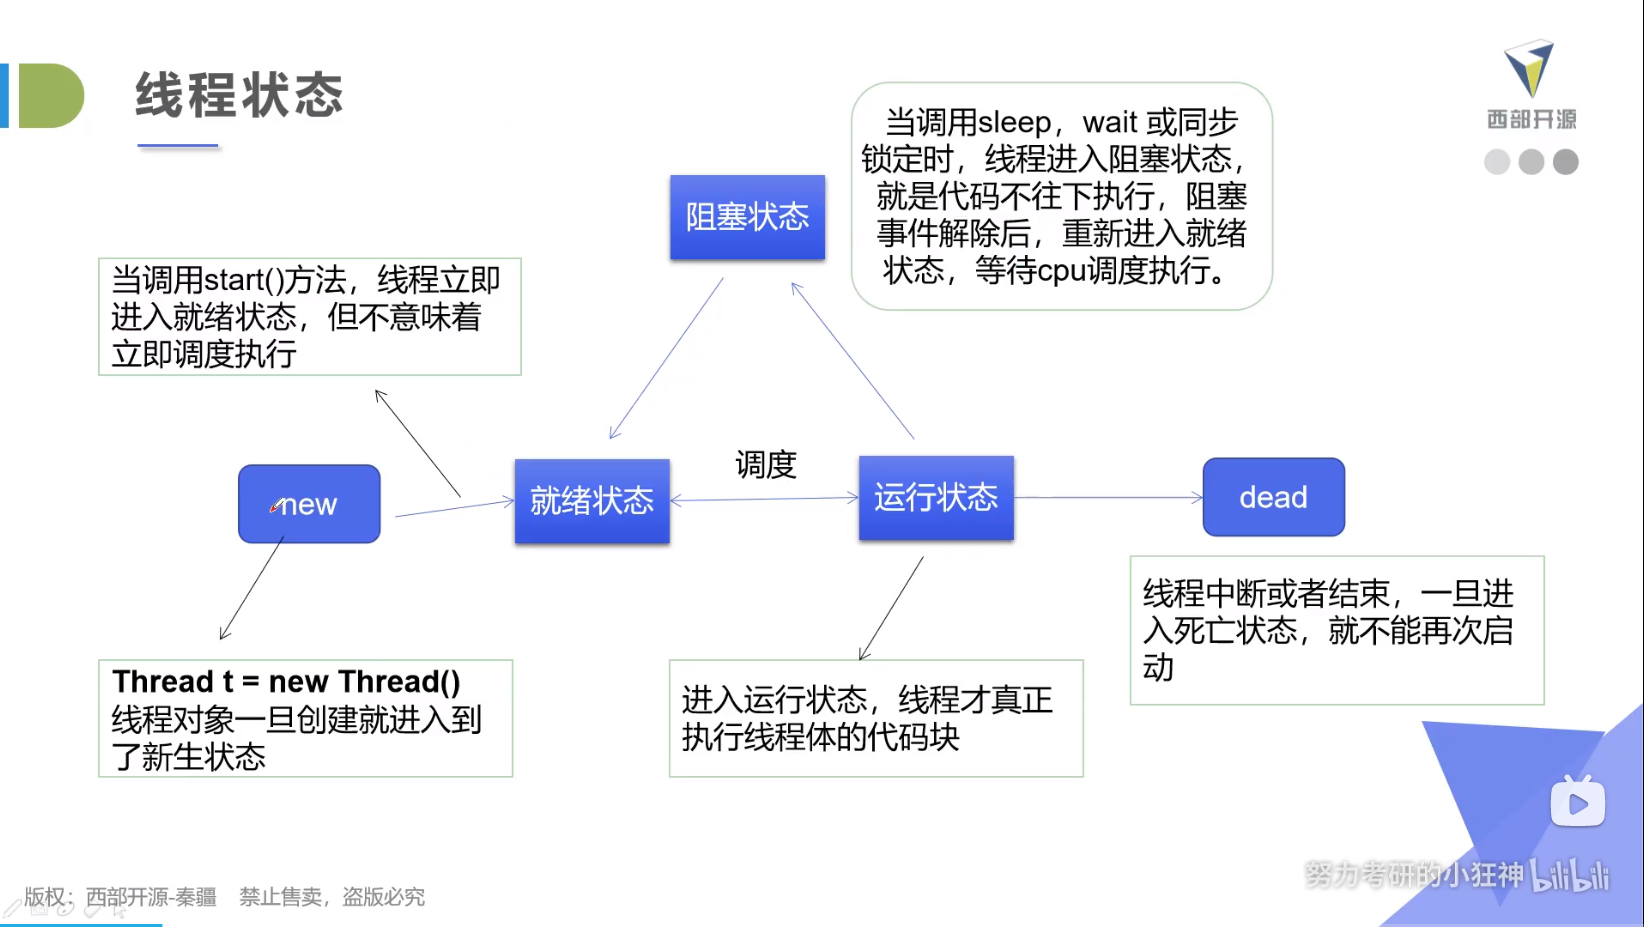 线程状态
西部开源
当调用sleep，wait 或同步
锁定时，线程进入阻塞状态，
就是代码不往下执行，阻塞
事件解除后，重新进入就绪
状态，等待cpu调度执行。
阻塞状态
当调用start()方法，线程立即
进入就绪状态，但不意味着
立即调度执行
new
就绪状态
调度
运行状态
dead
Thread t = new Thread()
线程对象一旦创建就进入到
了新生状态
进入运行状态，线程才真正
执行线程体的代码块
线程中断或者结束，一旦进
入死亡状态，就不能再次启
动
努力考研的小狂神 bilibili
版权：西部开源-秦疆 禁止售卖，盗版必究